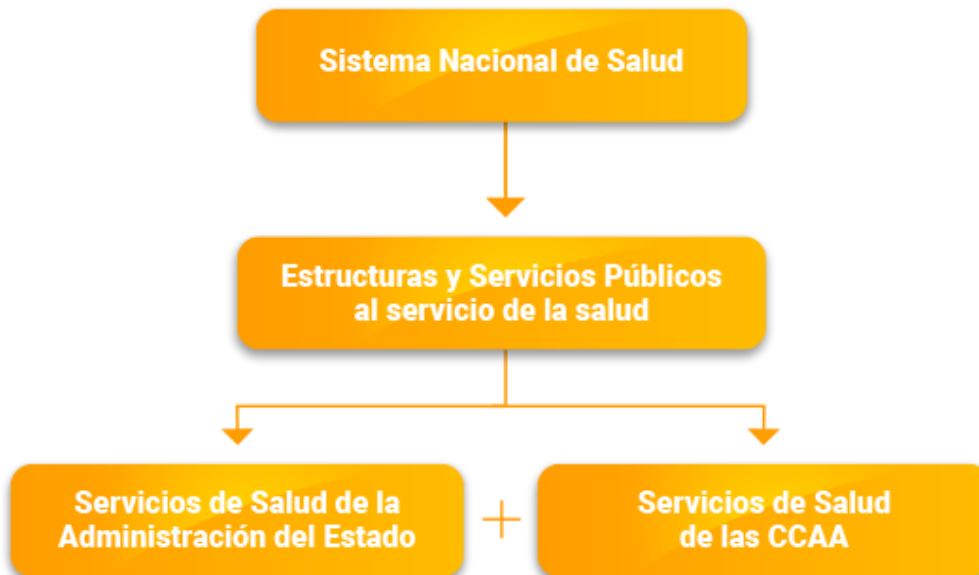 Sistema Nacional de Salud
Estructuras y Servicios Públicos
al servicio de la salud
Servicios de Salud de la
Administración del Estado
+
Servicios de Salud
de las CCAA